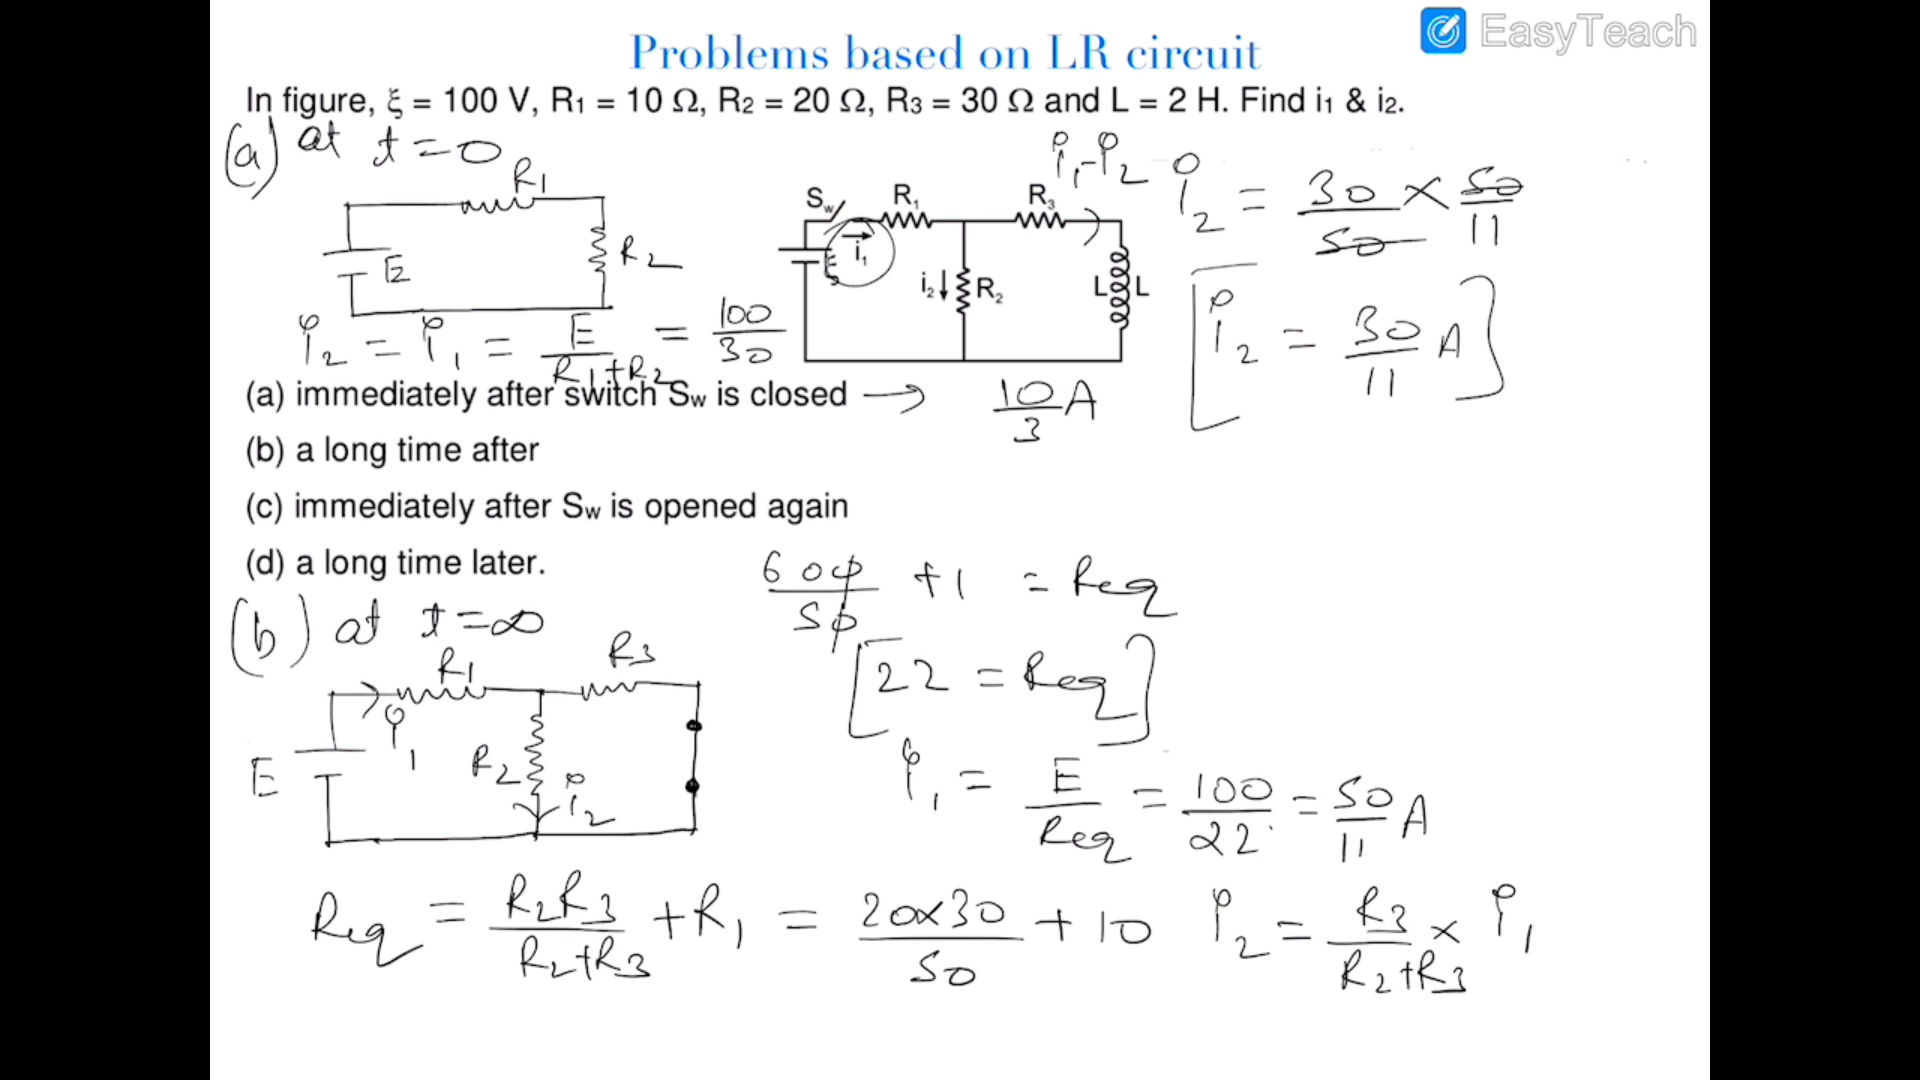 EasyTeach
Problems based on LR circuit
In figure, ξ = 100 V, R1 = 10 Ω, R2 = 20 Ω, R3 = 30 Ω and L = 2 H. Find i1 & i2.
(a) at t = 0
R1
E
R2
i2 = i1 = E / R1+R2 = 100 / 30
Sw
R1
R3
i1
ξ
i2
R2
L
L
i1-i2
i2 = 30 / 50 × 50 / 11
[i2 = 30 / 11 A]
(a) immediately after switch Sw is closed → 10 / 3 A
(b) a long time after
(c) immediately after Sw is opened again
(d) a long time later.
(b) at t = ∞
R1
R3
E
i1
R2
i2
600 / 50 + 1 = Req
[22 = Req]
i1 = E / Req = 100 / 22 = 50 / 11 A
Req = R2R3 / R2+R3 + R1 = 20×30 / 50 + 10
i2 = R3 / R2+R3 × i1